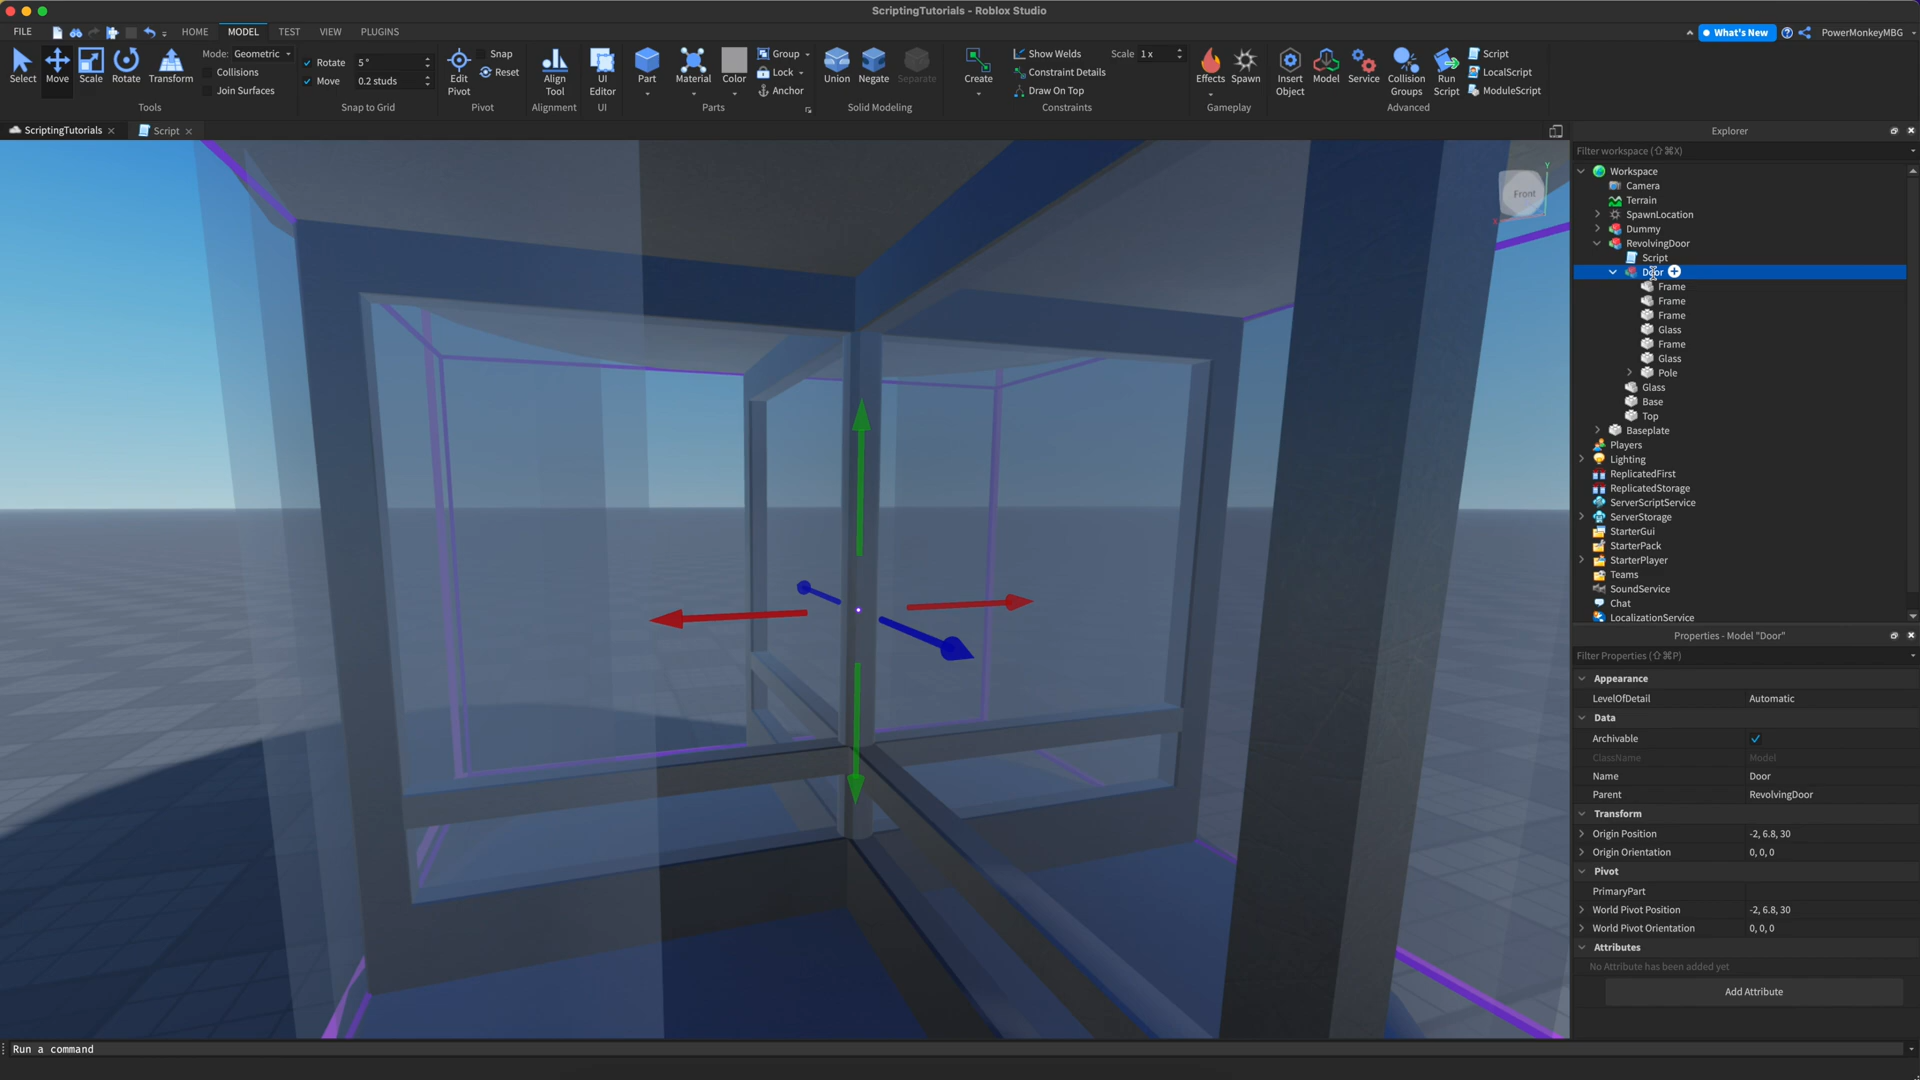 ScriptingTutorials - Roblox Studio
FILE
HOME
MODEL
TEST
VIEW
PLUGINS
What's New
PowerMonkeyMBG
Select
Move
Scale
Rotate
Transform
Mode: Geometric
Collisions
Join Surfaces
Tools
Rotate 5 °
Move 0.2 studs
Snap to Grid
Edit Pivot
Snap
Reset
Pivot
Align Tool
Alignment
UI Editor
UI
Part
Material
Color
Group
Lock
Anchor
Parts
Union
Negate
Separate
Solid Modeling
Create
Show Welds
Scale 1 x
Constraint Details
Draw On Top
Constraints
Effects
Spawn
Gameplay
Insert Object
Model
Service
Collision Groups
Run Script
Script
LocalScript
ModuleScript
Advanced
ScriptingTutorials
Script
Front
Y
X
Explorer
Filter workspace (⇧⌘X)
Workspace
Camera
Terrain
SpawnLocation
Dummy
RevolvingDoor
Script
Door
Frame
Frame
Frame
Glass
Frame
Glass
Pole
Glass
Base
Top
Baseplate
Players
Lighting
ReplicatedFirst
ReplicatedStorage
ServerScriptService
ServerStorage
StarterGui
StarterPack
StarterPlayer
Teams
SoundService
Chat
LocalizationService
Properties - Model "Door"
Filter Properties (⇧⌘P)
Appearance
LevelOfDetail Automatic
Data
Archivable
ClassName Model
Name Door
Parent RevolvingDoor
Transform
Origin Position -2, 6.8, 30
Origin Orientation 0, 0, 0
Pivot
PrimaryPart
World Pivot Position -2, 6.8, 30
World Pivot Orientation 0, 0, 0
Attributes
No Attribute has been added yet
Add Attribute
Run a command